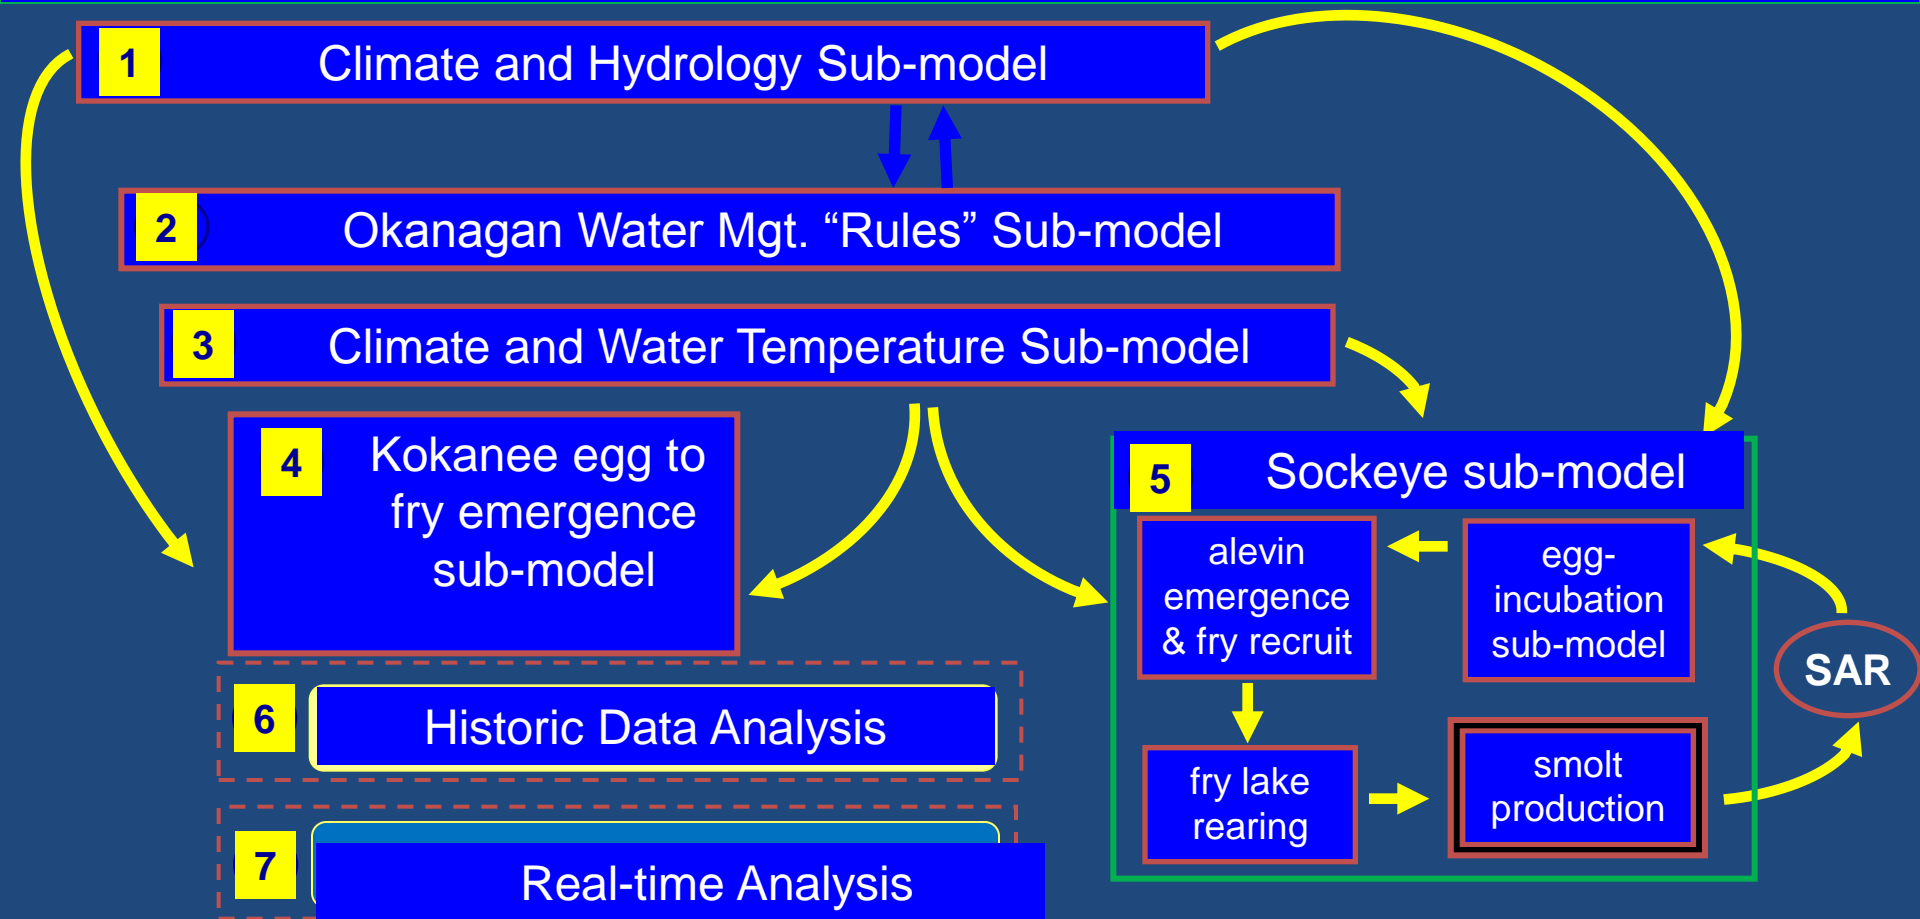 1
Climate and Hydrology Sub-model
2
Okanagan Water Mgt. “Rules” Sub-model
3
Climate and Water Temperature Sub-model
4
Kokanee egg to
fry emergence
sub-model
5
Sockeye sub-model
alevin
emergence
& fry recruit
egg-
incubation
sub-model
SAR
fry lake
rearing
smolt
production
6
Historic Data Analysis
7
Real-time Analysis